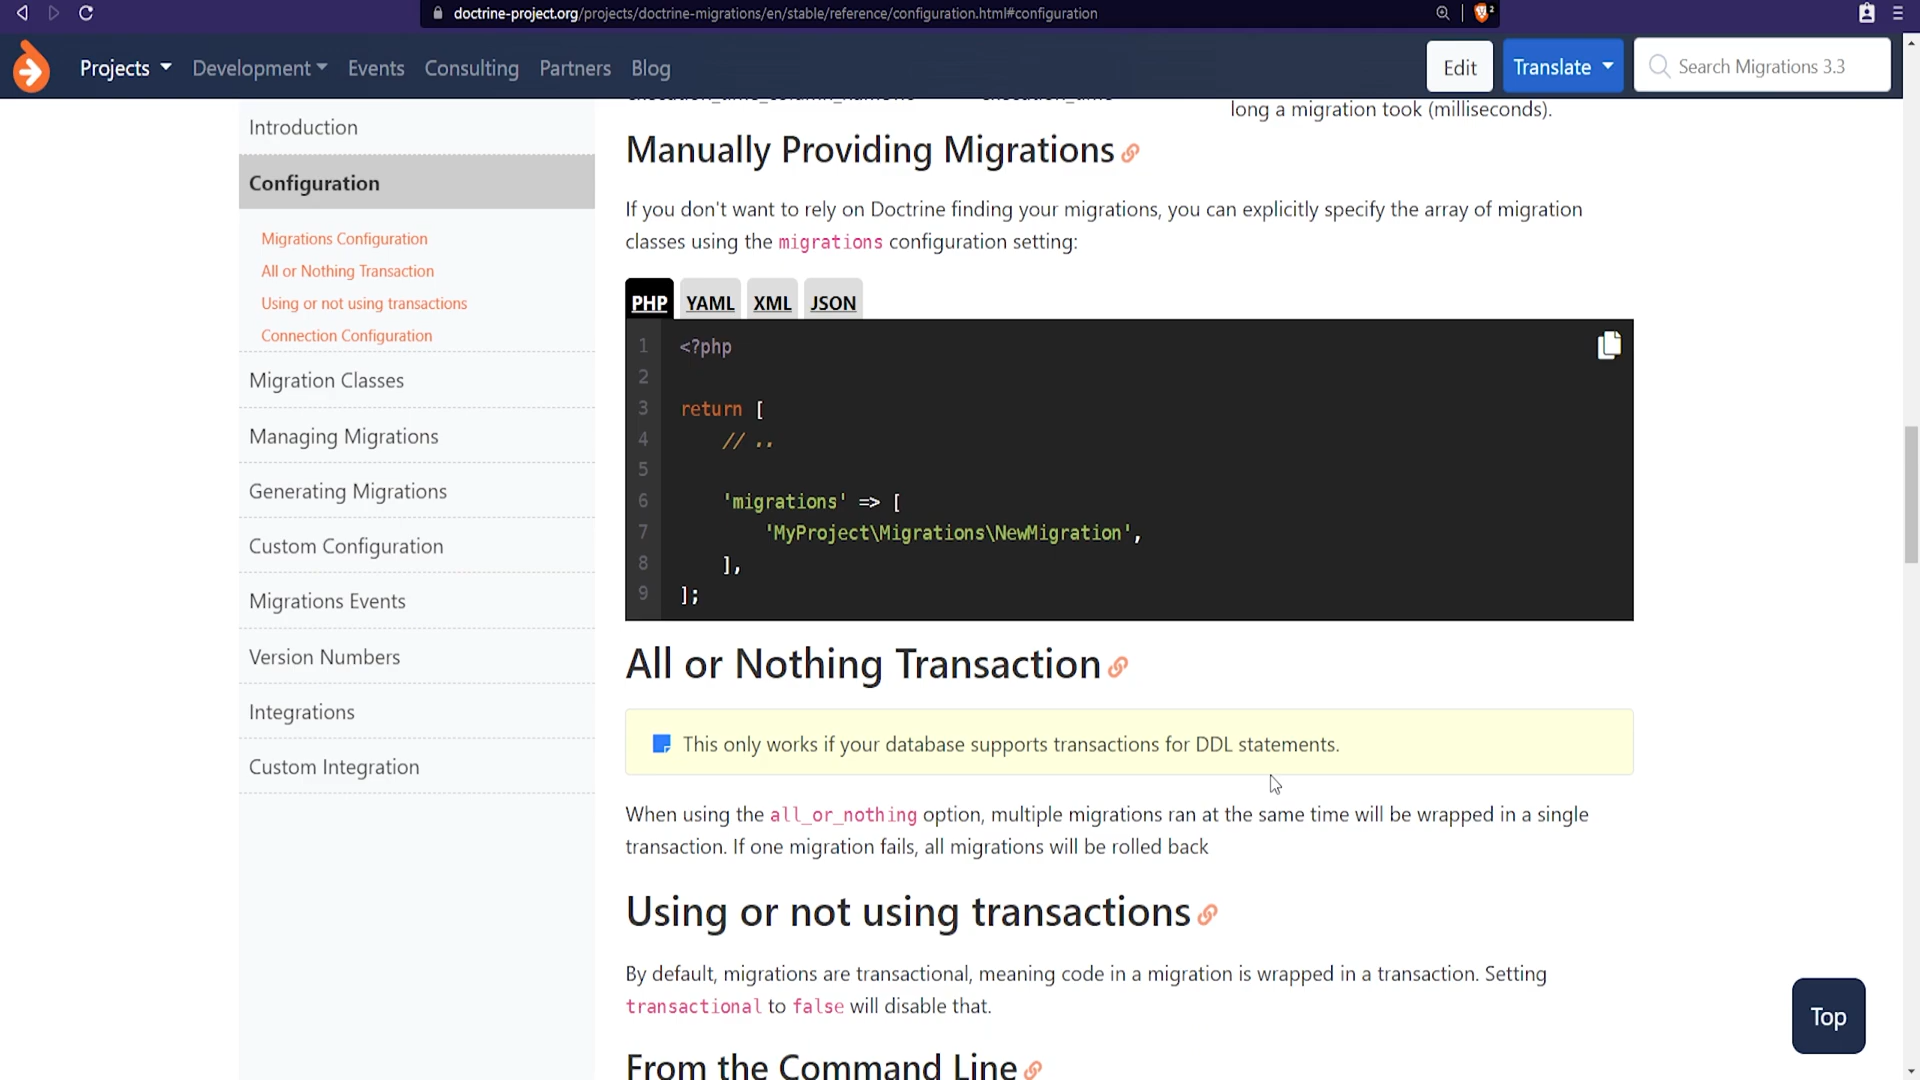 doctrine-project.org/projects/doctrine-migrations/en/stable/reference/configuration.html#configuration
2
Projects
Development
Events
Consulting
Partners
Blog
Edit
Translate
Search Migrations 3.3
Introduction
Configuration
Migrations Configuration
All or Nothing Transaction
Using or not using transactions
Connection Configuration
Migration Classes
Managing Migrations
Generating Migrations
Custom Configuration
Migrations Events
Version Numbers
Integrations
Custom Integration
long a migration took (milliseconds).
Manually Providing Migrations
If you don't want to rely on Doctrine finding your migrations, you can explicitly specify the array of migration
classes using the migrations configuration setting:
PHP YAML XML JSON
1 <?php
2
3 return [
4 // ..
5
6 'migrations' => [
7 'MyProject\Migrations\NewMigration',
8 ],
9 ];
All or Nothing Transaction
This only works if your database supports transactions for DDL statements.
When using the all_or_nothing option, multiple migrations ran at the same time will be wrapped in a single
transaction. If one migration fails, all migrations will be rolled back
Using or not using transactions
By default, migrations are transactional, meaning code in a migration is wrapped in a transaction. Setting
transactional to false will disable that.
From the Command Line
Top